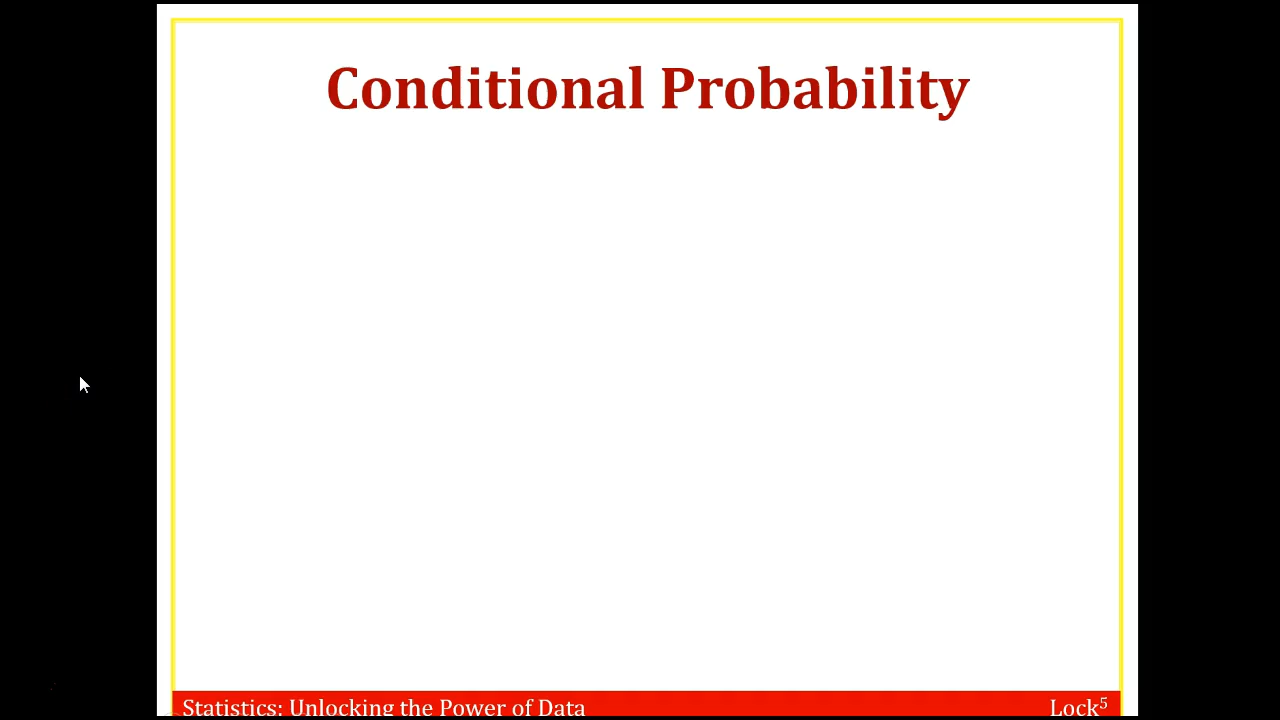 Conditional Probability
Statistics: Unlocking the Power of Data
Lock⁵